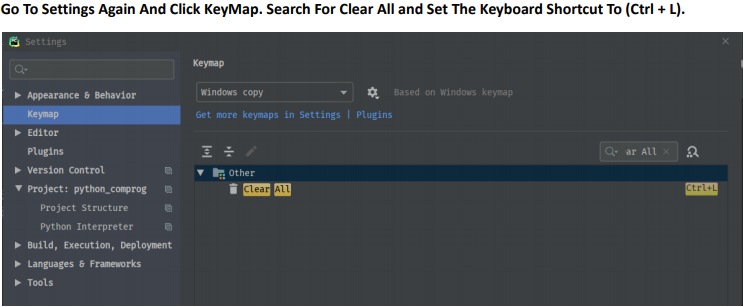 Go To Settings Again And Click KeyMap. Search For Clear All and Set The Keyboard Shortcut To (Ctrl + L).
Settings
Appearance & Behavior
Keymap
Editor
Plugins
Version Control
Project: python_comprog
Project Structure
Python Interpreter
Build, Execution, Deployment
Languages & Frameworks
Tools
Keymap
Windows copy
Based on Windows keymap
Get more keymaps in Settings | Plugins
ar All
Other
Clear All
Ctrl+L